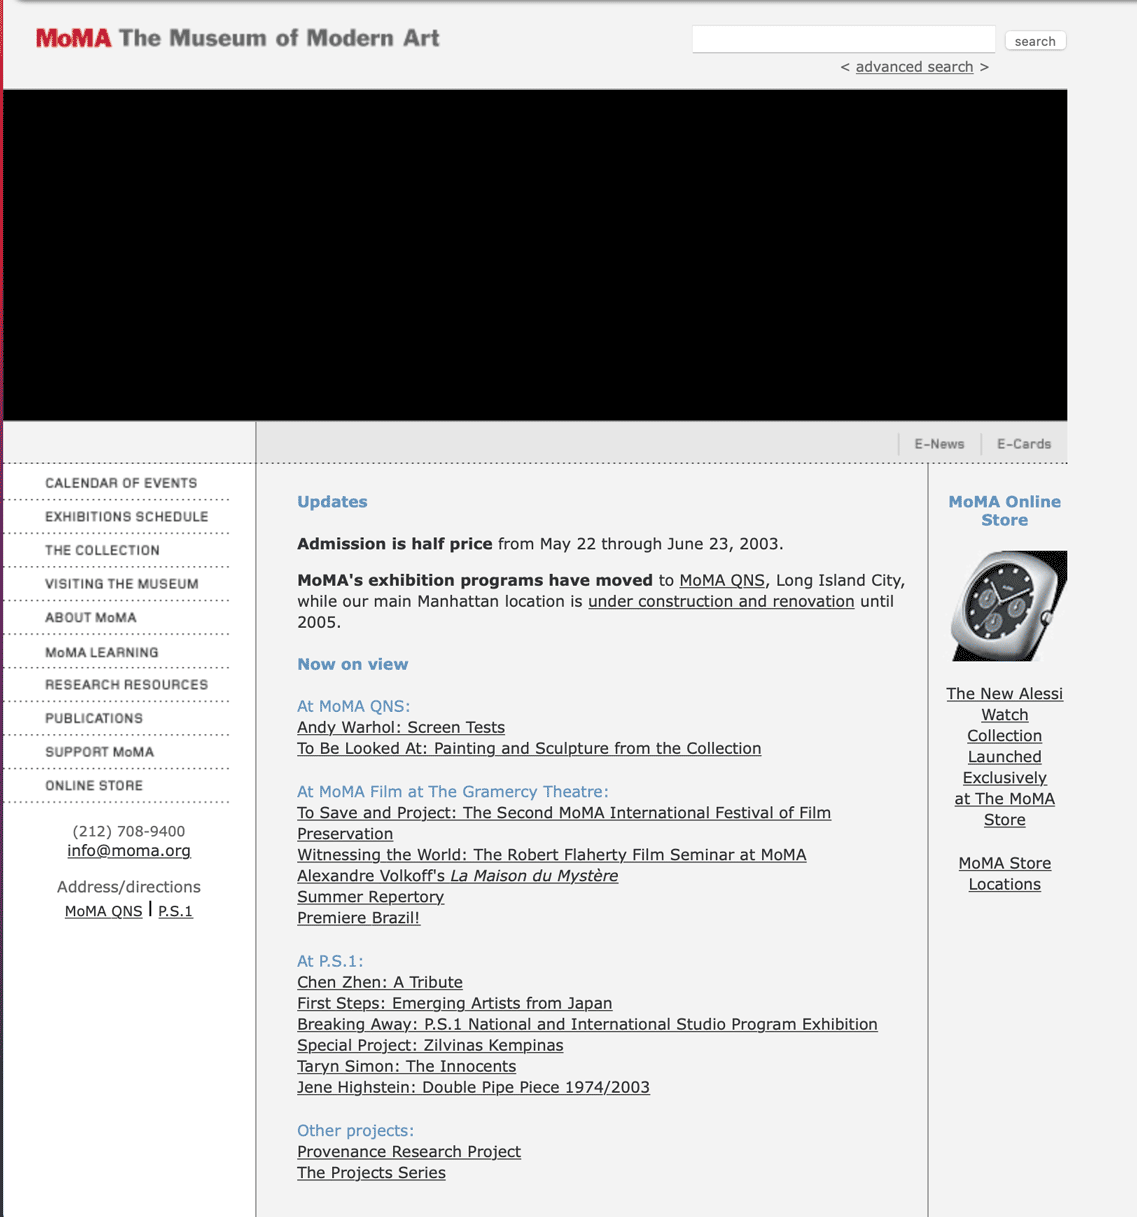 MoMA The Museum of Modern Art
search
< advanced search >
E-News
E-Cards
CALENDAR OF EVENTS
EXHIBITIONS SCHEDULE
THE COLLECTION
VISITING THE MUSEUM
ABOUT MoMA
MoMA LEARNING
RESEARCH RESOURCES
PUBLICATIONS
SUPPORT MoMA
ONLINE STORE
(212) 708-9400
info@moma.org
Address/directions
MoMA QNS | P.S.1
Updates
Admission is half price from May 22 through June 23, 2003.
MoMA's exhibition programs have moved to MoMA QNS, Long Island City,
while our main Manhattan location is under construction and renovation until
2005.
Now on view
At MoMA QNS:
Andy Warhol: Screen Tests
To Be Looked At: Painting and Sculpture from the Collection
At MoMA Film at The Gramercy Theatre:
To Save and Project: The Second MoMA International Festival of Film
Preservation
Witnessing the World: The Robert Flaherty Film Seminar at MoMA
Alexandre Volkoff's La Maison du Mystère
Summer Repertory
Premiere Brazil!
At P.S.1:
Chen Zhen: A Tribute
First Steps: Emerging Artists from Japan
Breaking Away: P.S.1 National and International Studio Program Exhibition
Special Project: Zilvinas Kempinas
Taryn Simon: The Innocents
Jene Highstein: Double Pipe Piece 1974/2003
Other projects:
Provenance Research Project
The Projects Series
MoMA Online
Store
The New Alessi
Watch
Collection
Launched
Exclusively
at The MoMA
Store
MoMA Store
Locations